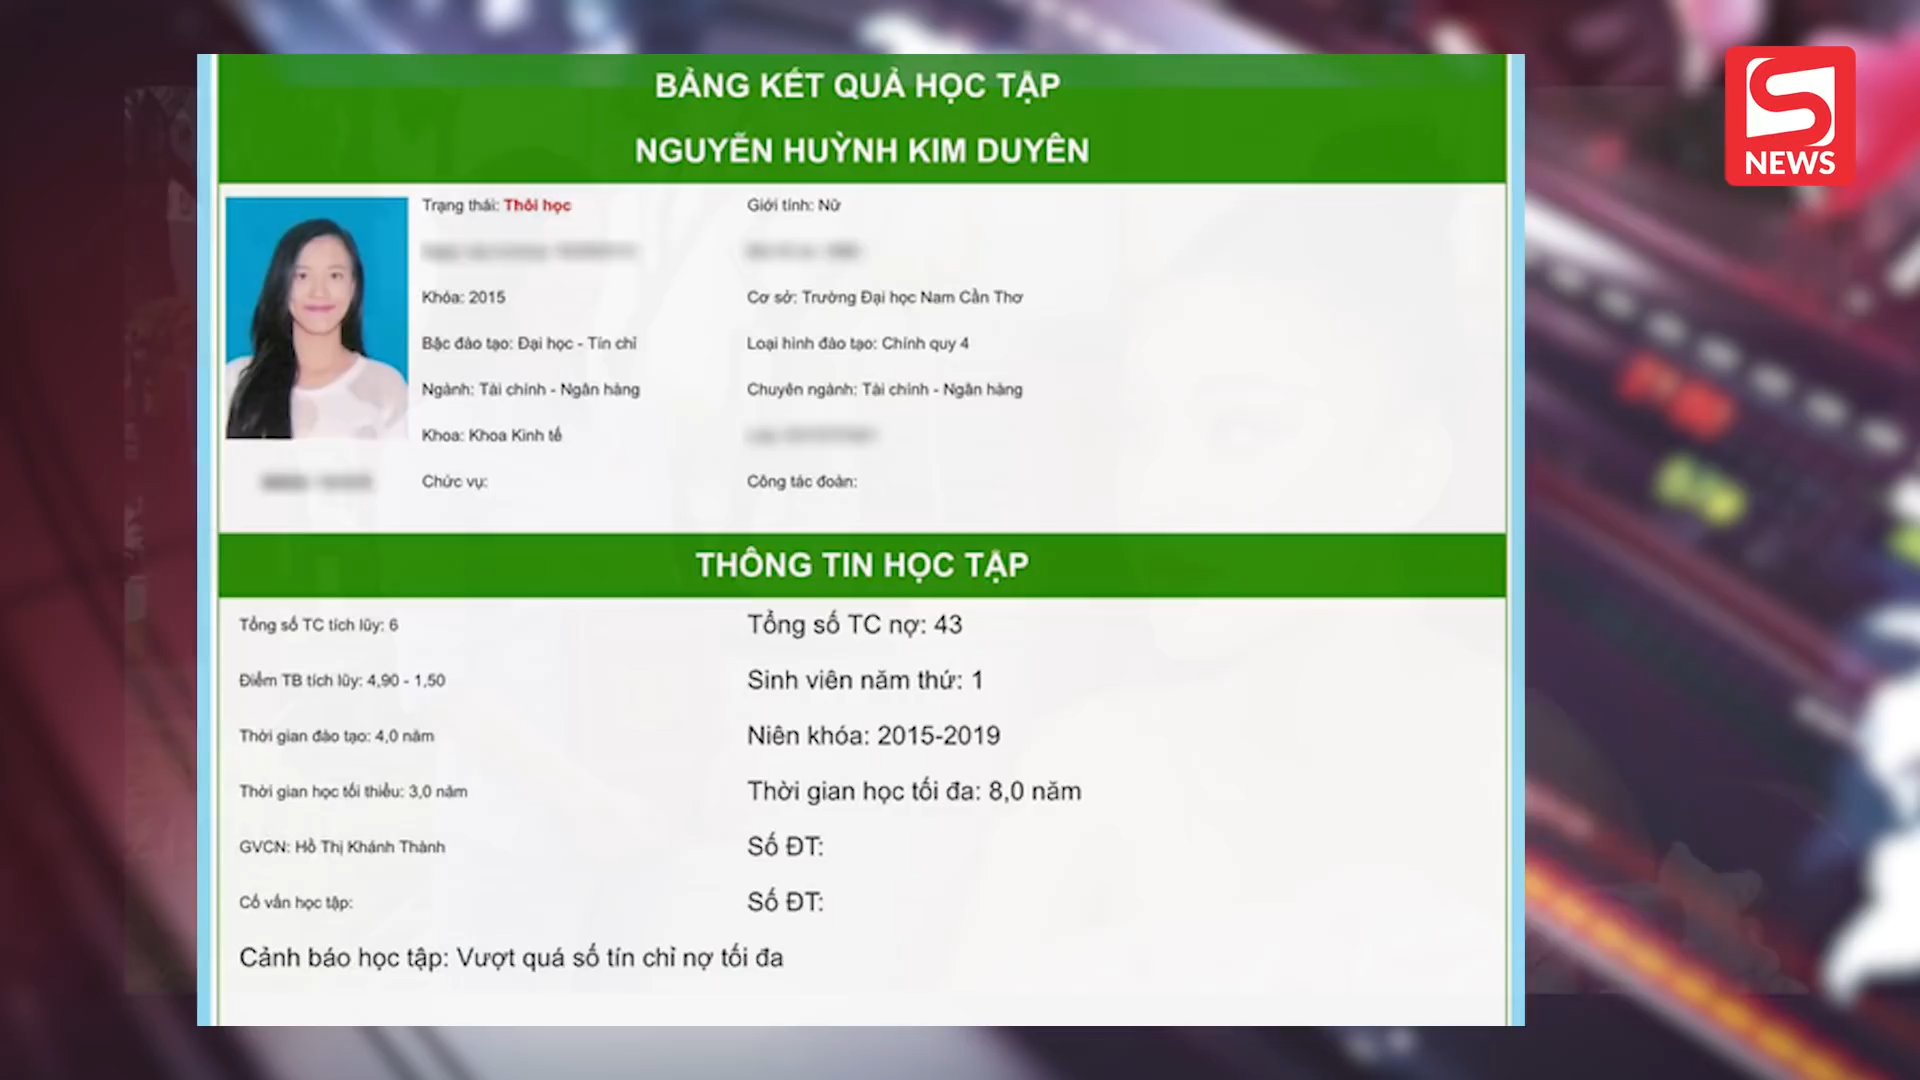 S
NEWS
BẢNG KẾT QUẢ HỌC TẬP
NGUYỄN HUỲNH KIM DUYÊN
Trạng thái: Thôi học
Giới tính: Nữ
Khóa: 2015
Cơ sở: Trường Đại học Nam Cần Thơ
Bậc đào tạo: Đại học - Tín chỉ
Loại hình đào tạo: Chính quy 4
Ngành: Tài chính - Ngân hàng
Chuyên ngành: Tài chính - Ngân hàng
Khoa: Khoa Kinh tế
Chức vụ:
Công tác đoàn:
THÔNG TIN HỌC TẬP
Tổng số TC tích lũy: 6
Tổng số TC nợ: 43
Điểm TB tích lũy: 4,90 - 1,50
Sinh viên năm thứ: 1
Thời gian đào tạo: 4,0 năm
Niên khóa: 2015-2019
Thời gian học tối thiểu: 3,0 năm
Thời gian học tối đa: 8,0 năm
GVCN: Hồ Thị Khánh Thành
Số ĐT:
Cố vấn học tập:
Số ĐT:
Cảnh báo học tập: Vượt quá số tín chỉ nợ tối đa